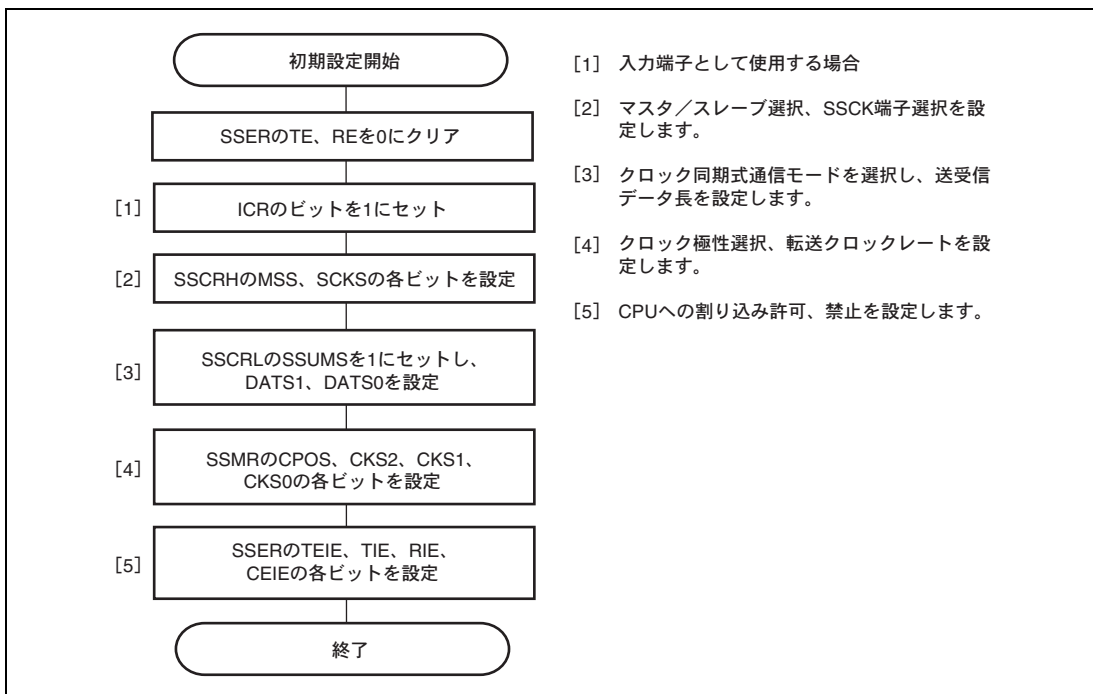 初期設定開始
SSERのTE、REを0にクリア
[1]
ICRのビットを1にセット
[2]
SSCRHのMSS、SCKSの各ビットを設定
[3]
SSCRLのSSUMSを1にセットし、
DATS1、DATS0を設定
[4]
SSMRのCPOS、CKS2、CKS1、
CKS0の各ビットを設定
[5]
SSERのTEIE、TIE、RIE、
CEIEの各ビットを設定
終了
[1] 入力端子として使用する場合
[2] マスタ／スレーブ選択、SSCK端子選択を設
定します。
[3] クロック同期式通信モードを選択し、送受信
データ長を設定します。
[4] クロック極性選択、転送クロックレートを設
定します。
[5] CPUへの割り込み許可、禁止を設定します。